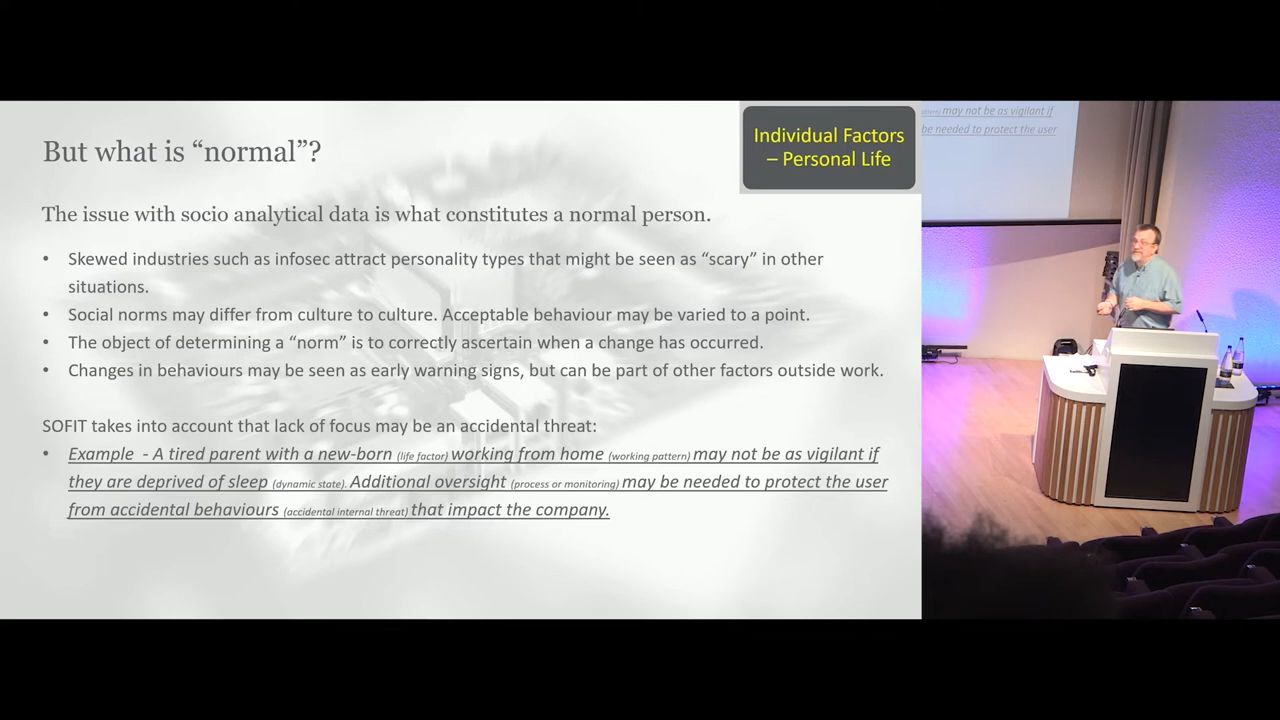 But what is “normal”?
Individual Factors
– Personal Life
The issue with socio analytical data is what constitutes a normal person.
• Skewed industries such as infosec attract personality types that might be seen as “scary” in other
situations.
• Social norms may differ from culture to culture. Acceptable behaviour may be varied to a point.
• The object of determining a “norm” is to correctly ascertain when a change has occurred.
• Changes in behaviours may be seen as early warning signs, but can be part of other factors outside work.
SOFIT takes into account that lack of focus may be an accidental threat:
• Example - A tired parent with a new-born (life factor) working from home (working pattern) may not be as vigilant if
they are deprived of sleep (dynamic state). Additional oversight (process or monitoring) may be needed to protect the user
from accidental behaviours (accidental internal threat) that impact the company.
may not be as vigilant if
be needed to protect the user